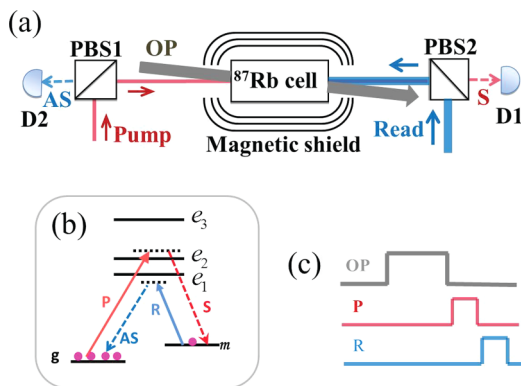 (a)
PBS1
OP
⁸⁷Rb cell
PBS2
AS
D2
Pump
Magnetic shield
Read
S
D1
(b)
e₃
e₂
e₁
P
AS
R
S
g
m
(c)
OP
P
R